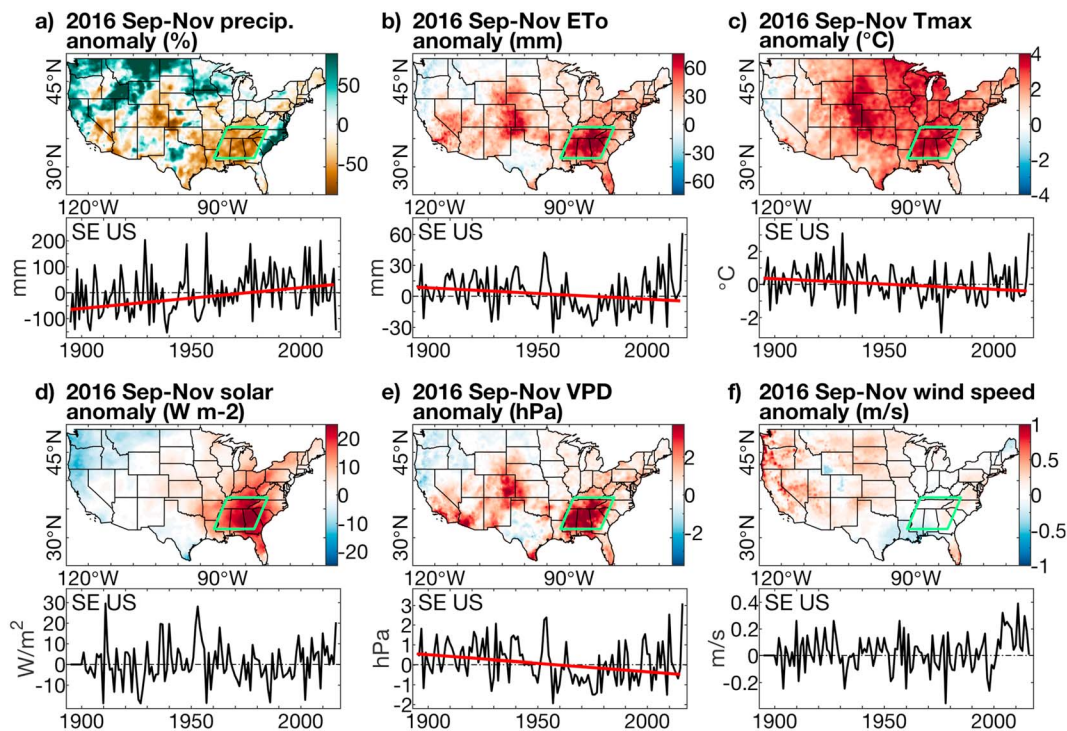 a) 2016 Sep-Nov precip.
anomaly (%)
b) 2016 Sep-Nov ETo
anomaly (mm)
c) 2016 Sep-Nov Tmax
anomaly (°C)
45°N
30°N
120°W
90°W
50
0
-50
45°N
30°N
120°W
90°W
60
30
0
-30
-60
45°N
30°N
120°W
90°W
4
2
0
-2
-4
SE US
mm
200
100
0
-100
1900
1950
2000
SE US
mm
60
30
0
-30
1900
1950
2000
SE US
°C
2
0
-2
1900
1950
2000
d) 2016 Sep-Nov solar
anomaly (W m-2)
e) 2016 Sep-Nov VPD
anomaly (hPa)
f) 2016 Sep-Nov wind speed
anomaly (m/s)
45°N
30°N
120°W
90°W
20
10
0
-10
-20
45°N
30°N
120°W
90°W
2
0
-2
45°N
30°N
120°W
90°W
1
0.5
0
-0.5
-1
SE US
W/m²
30
20
10
0
-10
1900
1950
2000
SE US
hPa
3
2
1
0
-1
-2
1900
1950
2000
SE US
m/s
0.4
0.2
0
-0.2
1900
1950
2000